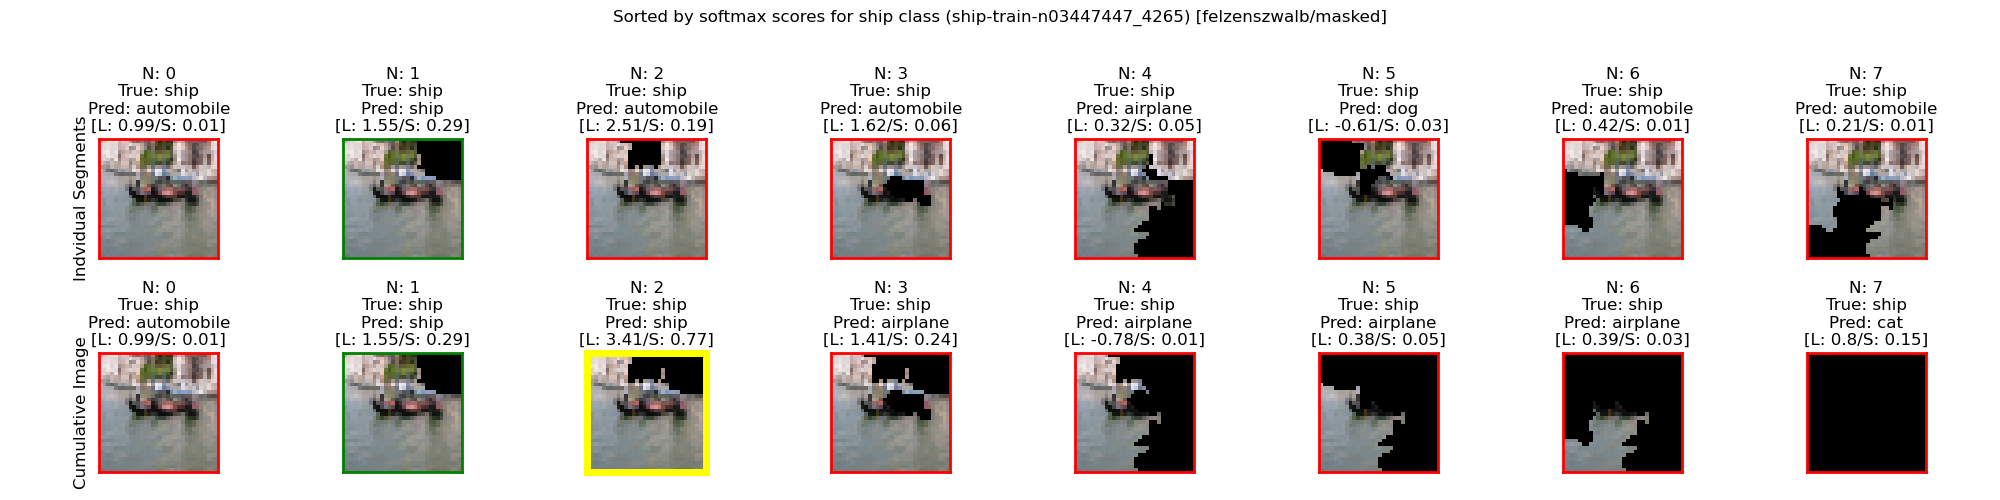 Sorted by softmax scores for ship class (ship-train-n03447447_4265) [felzenszwalb/masked]
Indvidual Segments
N: 0
True: ship
Pred: automobile
[L: 0.99/S: 0.01]
N: 1
True: ship
Pred: ship
[L: 1.55/S: 0.29]
N: 2
True: ship
Pred: automobile
[L: 2.51/S: 0.19]
N: 3
True: ship
Pred: automobile
[L: 1.62/S: 0.06]
N: 4
True: ship
Pred: airplane
[L: 0.32/S: 0.05]
N: 5
True: ship
Pred: dog
[L: -0.61/S: 0.03]
N: 6
True: ship
Pred: automobile
[L: 0.42/S: 0.01]
N: 7
True: ship
Pred: automobile
[L: 0.21/S: 0.01]
Cumulative Image
N: 0
True: ship
Pred: automobile
[L: 0.99/S: 0.01]
N: 1
True: ship
Pred: ship
[L: 1.55/S: 0.29]
N: 2
True: ship
Pred: ship
[L: 3.41/S: 0.77]
N: 3
True: ship
Pred: airplane
[L: 1.41/S: 0.24]
N: 4
True: ship
Pred: airplane
[L: -0.78/S: 0.01]
N: 5
True: ship
Pred: airplane
[L: 0.38/S: 0.05]
N: 6
True: ship
Pred: airplane
[L: 0.39/S: 0.03]
N: 7
True: ship
Pred: cat
[L: 0.8/S: 0.15]